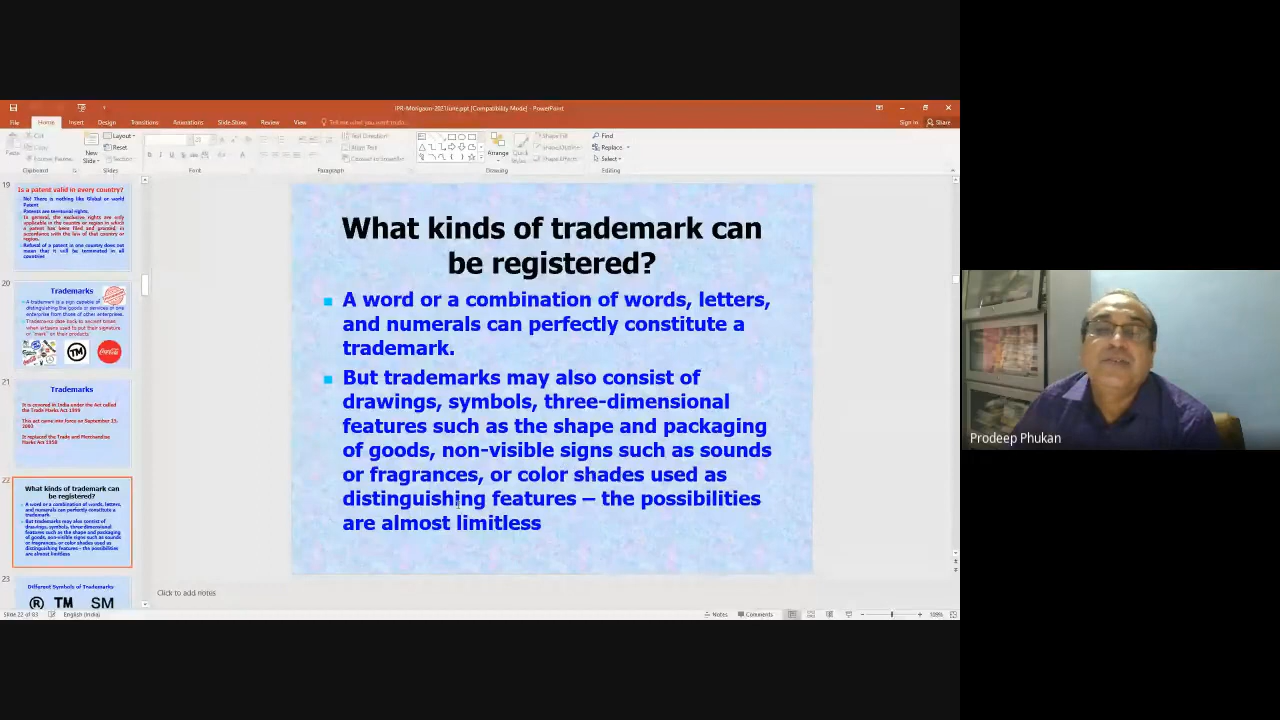 IPR-Morigaon-2021June.ppt [Compatibility Mode] - PowerPoint
Sign in
Share
File
Home
Insert
Design
Transitions
Animations
Slide Show
Review
View
Tell me what you want to do...
Paste
Cut
Copy
Format Painter
Clipboard
New
Slide
Layout
Reset
Section
Font
Text Direction
Align Text
Convert to SmartArt
Paragraph
Arrange
Quick
Styles
Shape Fill
Shape Outline
Shape Effects
Drawing
Find
Replace
Select
Editing
19
Is a patent valid in every country?
No! There is nothing like Global or world
Patent
Patents are territorial rights.
In general, the exclusive rights are only
applicable in the country or region in which
a patent has been filed and granted, in
accordance with the law of that country or
region.
Refusal of a patent in one country does not
mean that it will be terminated in all
countries
20
Trademarks
A trademark is a sign capable of
distinguishing the goods or services of one
enterprise from those of other enterprises.
Trademarks date back to ancient times
when artisans used to put their signature
or "mark" on their products
TM
Coca-Cola
21
Trademarks
It is covered in India under the Act called
the Trade Marks Act 1999
This act came into force on September 15,
2003
It replaced the Trade and Merchandise
Marks Act 1958
22
What kinds of trademark can
be registered?
A word or a combination of words, letters,
and numerals can perfectly constitute a
trademark.
But trademarks may also consist of
drawings, symbols, three-dimensional
features such as the shape and packaging
of goods, non-visible signs such as sounds
or fragrances, or color shades used as
distinguishing features – the possibilities
are almost limitless
23
Different Symbols of Trademarks
® TM SM
What kinds of trademark can
be registered?
A word or a combination of words, letters,
and numerals can perfectly constitute a
trademark.
But trademarks may also consist of
drawings, symbols, three-dimensional
features such as the shape and packaging
of goods, non-visible signs such as sounds
or fragrances, or color shades used as
distinguishing features – the possibilities
are almost limitless
Click to add notes
Slide 22 of 83
English (India)
Notes
Comments
Prodeep Phukan